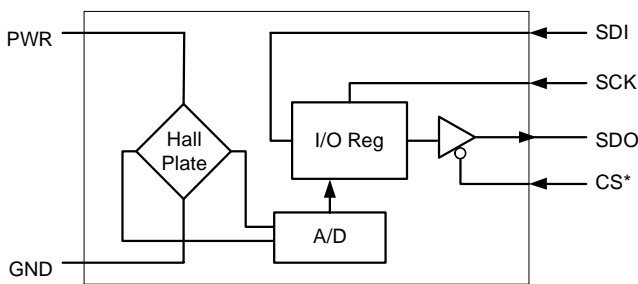 PWR
SDI
SCK
Hall
Plate
I/O Reg
SDO
CS*
A/D
GND